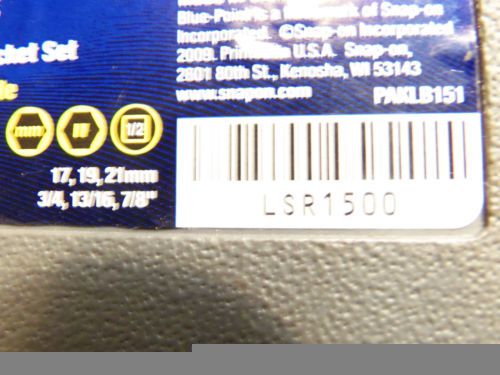 Blue-Point is a trademark of Snap-on
Incorporated. ©Snap-on Incorporated
2009. Printed in U.S.A. Snap-on,
2801 80th St., Kenosha, WI 53143
www.snapon.com PAKLB151
cket Set
mm 1/2
17, 19, 21mm
3/4, 13/16, 7/8"
LSR1500